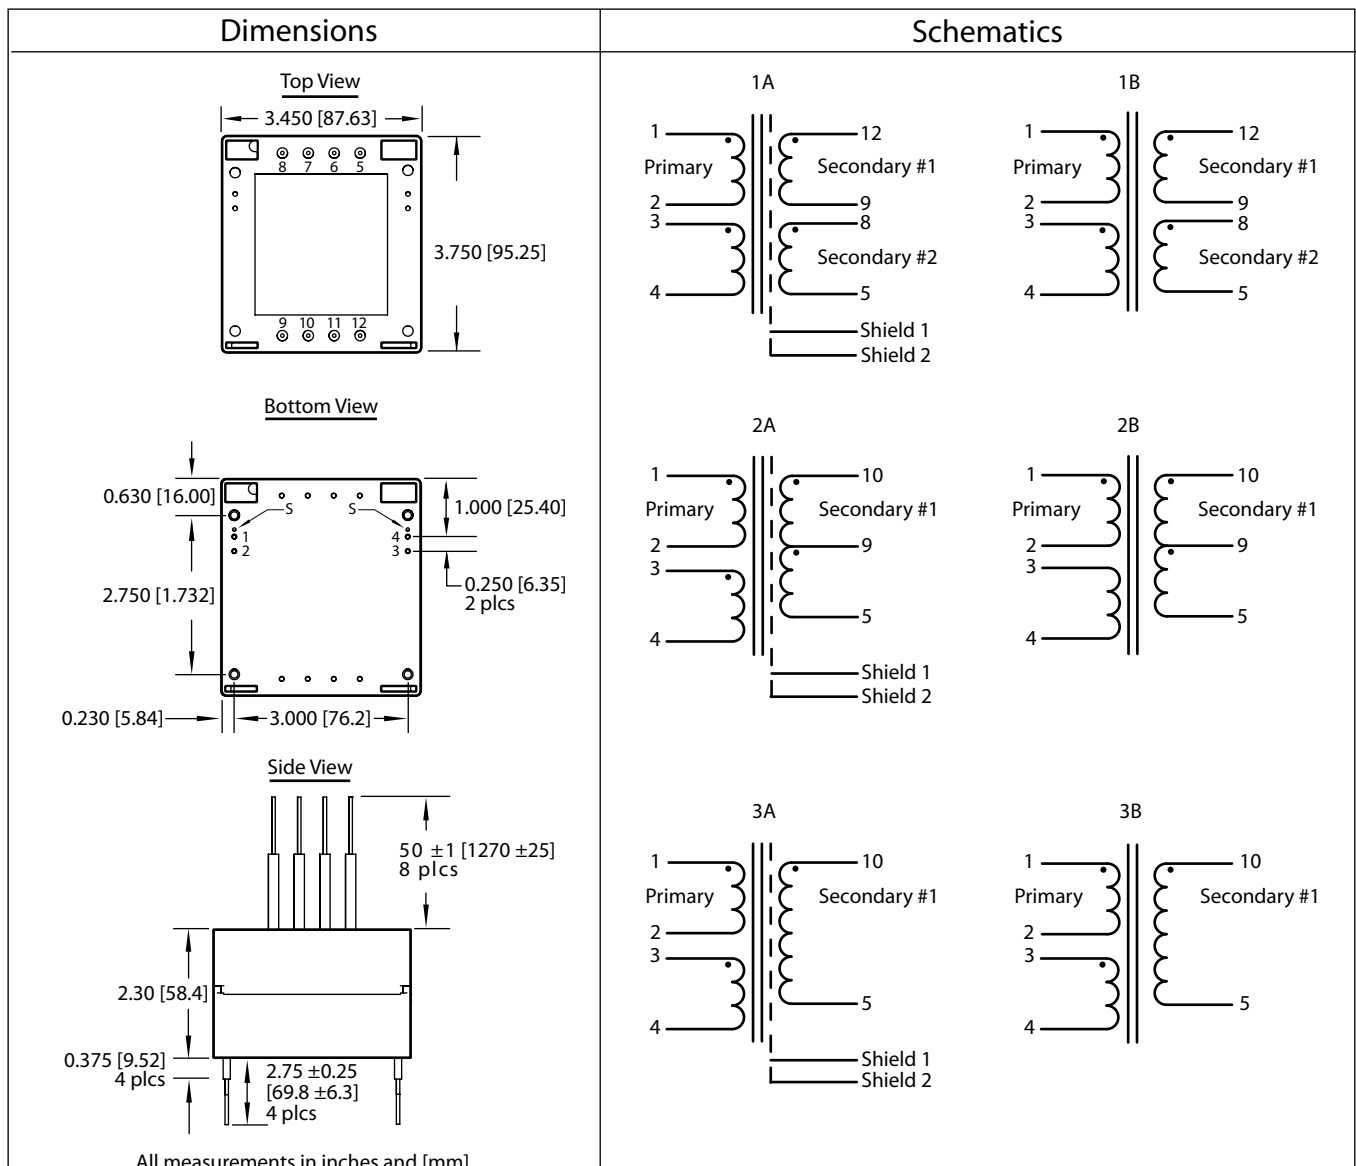 Dimensions
Schematics
Top View
3.450 [87.63]
8 7 6 5
3.750 [95.25]
9 10 11 12
Bottom View
0.630 [16.00]
S S
1.000 [25.40]
1 4
2 3
2.750 [1.732]
0.250 [6.35]
2 plcs
0.230 [5.84]
3.000 [76.2]
Side View
50 ±1 [1270 ±25]
8 plcs
2.30 [58.4]
0.375 [9.52]
4 plcs
2.75 ±0.25
[69.8 ±6.3]
4 plcs
All measurements in inches and [mm]
1A
1 12
Primary Secondary #1
2 9
3 8
Secondary #2
4 5
Shield 1
Shield 2
1B
1 12
Primary Secondary #1
2 9
3 8
Secondary #2
4 5
2A
1 10
Primary Secondary #1
2 9
3
5
4
Shield 1
Shield 2
2B
1 10
Primary Secondary #1
2 9
3
5
4
3A
1 10
Primary Secondary #1
2
3
5
4
Shield 1
Shield 2
3B
1 10
Primary Secondary #1
2
3
5
4